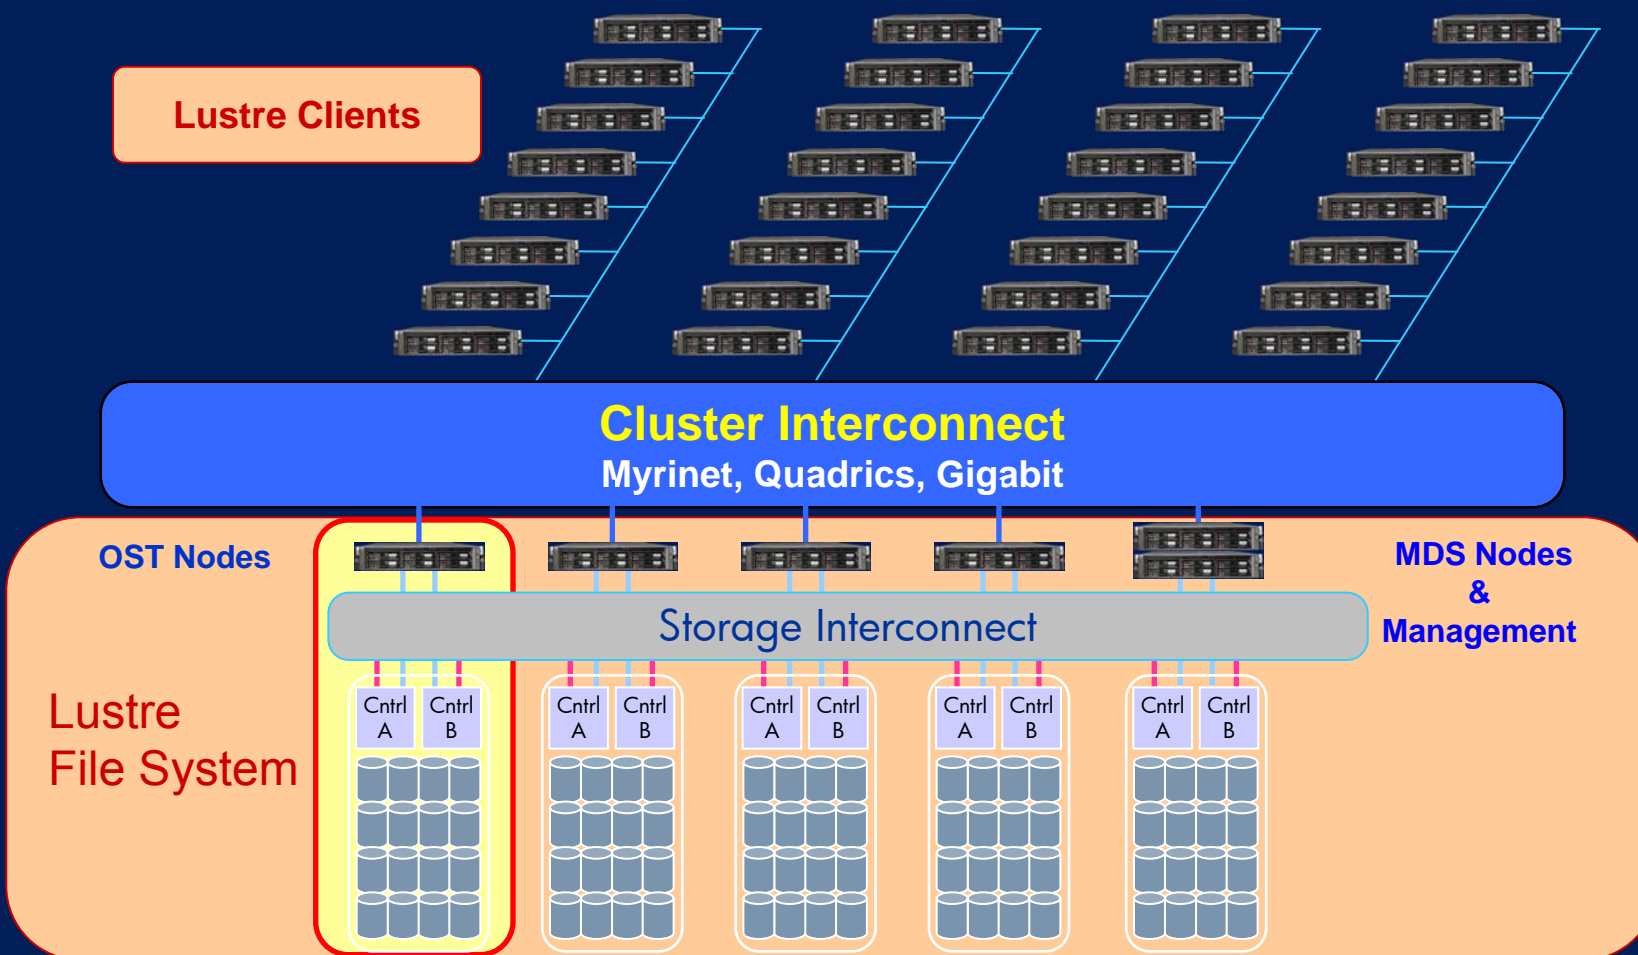 Lustre Clients
Cluster Interconnect
Myrinet, Quadrics, Gigabit
OST Nodes
MDS Nodes
&
Management
Storage Interconnect
Lustre
File System
Cntrl
A
Cntrl
B
Cntrl
A
Cntrl
B
Cntrl
A
Cntrl
B
Cntrl
A
Cntrl
B
Cntrl
A
Cntrl
B